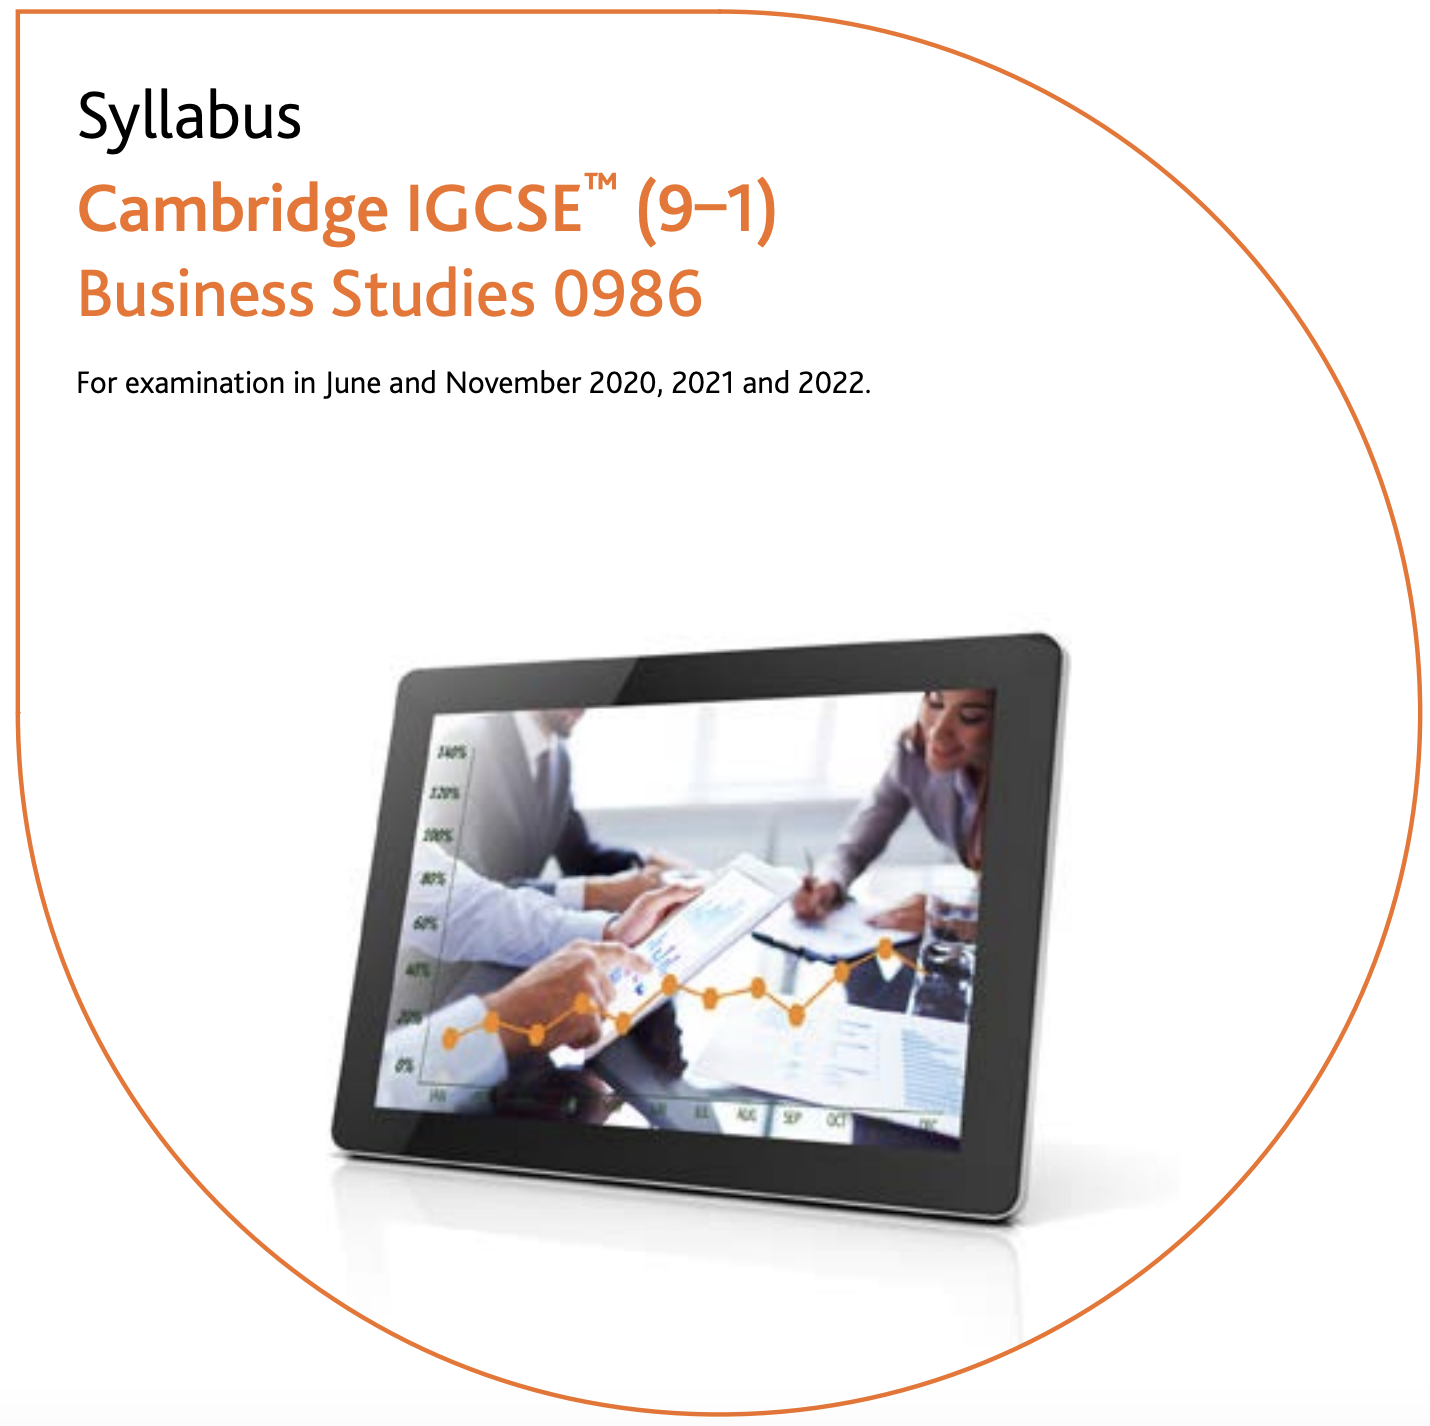 Syllabus
Cambridge IGCSE™ (9–1)
Business Studies 0986
For examination in June and November 2020, 2021 and 2022.
140%
120%
100%
80%
60%
40%
20%
0%
JAN
JUL
AUG
SEP
OCT
DEC